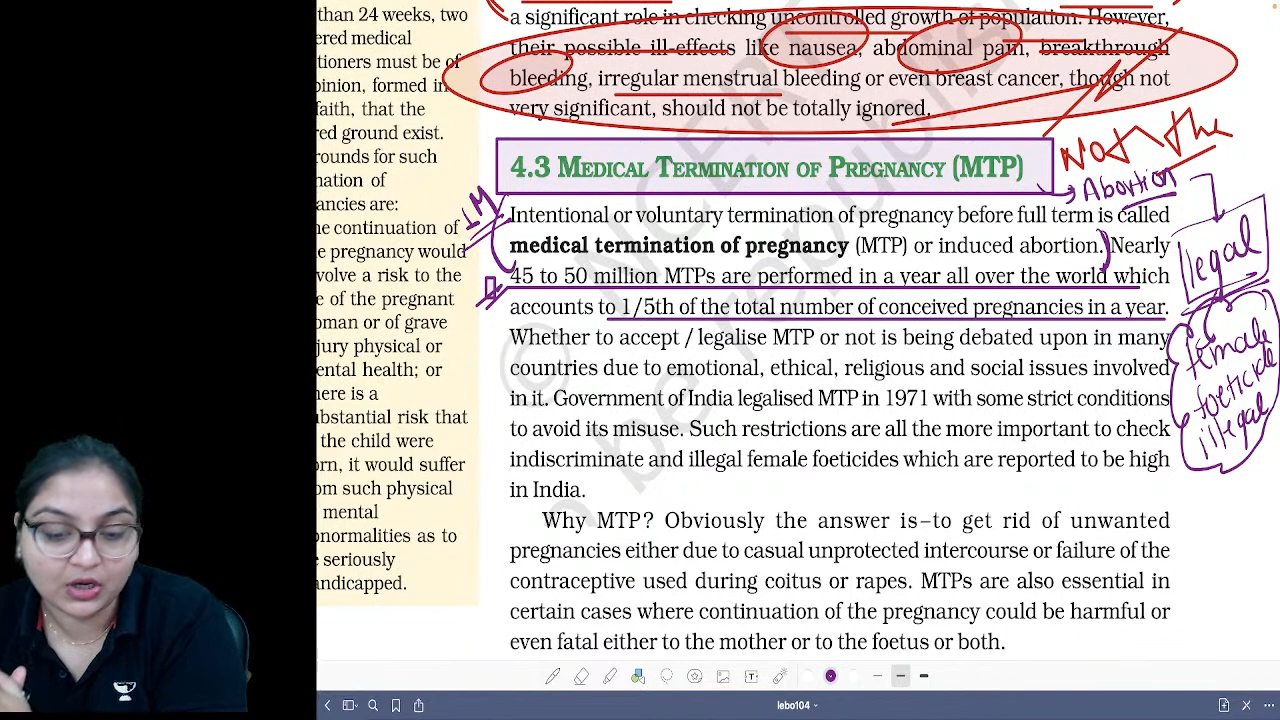 than 24 weeks, two
ered medical
tioners must be of
pinion, formed in
faith, that the
red ground exist.
rounds for such
nation of
ancies are:
he continuation of
e pregnancy would
volve a risk to the
e of the pregnant
oman or of grave
jury physical or
ental health; or
here is a
ubstantial risk that
the child were
orn, it would suffer
om such physical
mental
bnormalities as to
e seriously
andicapped.
a significant role in checking uncontrolled growth of population. However,
their possible ill-effects like nausea, abdominal pain, breakthrough
bleeding, irregular menstrual bleeding or even breast cancer, though not
very significant, should not be totally ignored.
4.3 MEDICAL TERMINATION OF PREGNANCY (MTP)
Not the
Abortion
legal
female
foeticide
illegal
Intentional or voluntary termination of pregnancy before full term is called
medical termination of pregnancy (MTP) or induced abortion. Nearly
45 to 50 million MTPs are performed in a year all over the world which
accounts to 1/5th of the total number of conceived pregnancies in a year.
Whether to accept / legalise MTP or not is being debated upon in many
countries due to emotional, ethical, religious and social issues involved
in it. Government of India legalised MTP in 1971 with some strict conditions
to avoid its misuse. Such restrictions are all the more important to check
indiscriminate and illegal female foeticides which are reported to be high
in India.
Why MTP? Obviously the answer is–to get rid of unwanted
pregnancies either due to casual unprotected intercourse or failure of the
contraceptive used during coitus or rapes. MTPs are also essential in
certain cases where continuation of the pregnancy could be harmful or
even fatal either to the mother or to the foetus or both.
lebo104